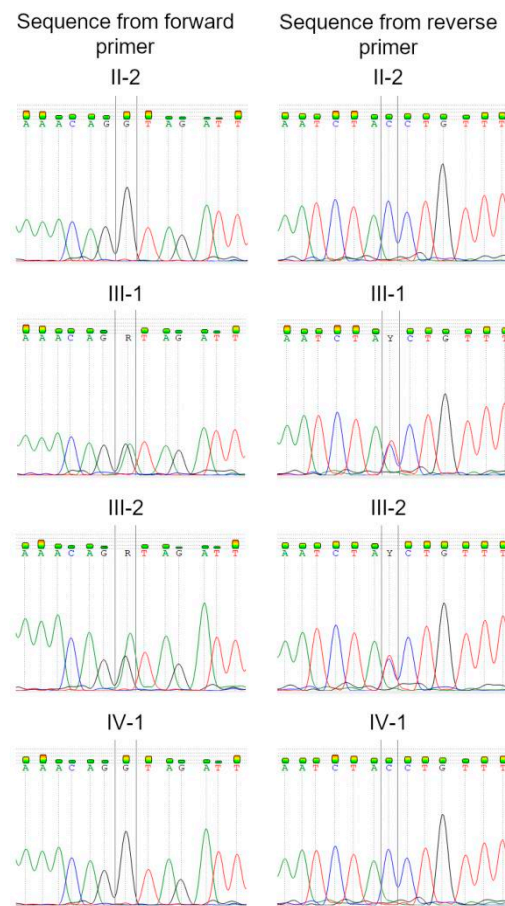 Sequence from forward primer
Sequence from reverse primer
II-2
II-2
A A A C A G G T A G A T T
A A T C T A C C T G T T T
III-1
III-1
A A A C A G R T A G A T T
A A T C T A Y C T G T T T
III-2
III-2
A A A C A G R T A G A T T
A A T C T A Y C T G T T T
IV-1
IV-1
A A A C A G G T A G A T T
A A T C T A C C T G T T T